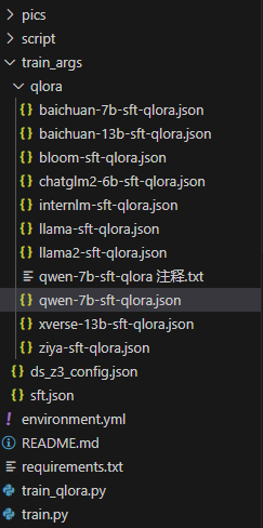 pics
script
train_args
qlora
{} baichuan-7b-sft-qlora.json
{} baichuan-13b-sft-qlora.json
{} bloom-sft-qlora.json
{} chatglm2-6b-sft-qlora.json
{} internlm-sft-qlora.json
{} llama-sft-qlora.json
{} llama2-sft-qlora.json
qwen-7b-sft-qlora 注释.txt
{} qwen-7b-sft-qlora.json
{} xverse-13b-sft-qlora.json
{} ziya-sft-qlora.json
{} ds_z3_config.json
{} sft.json
! environment.yml
README.md
requirements.txt
train_qlora.py
train.py